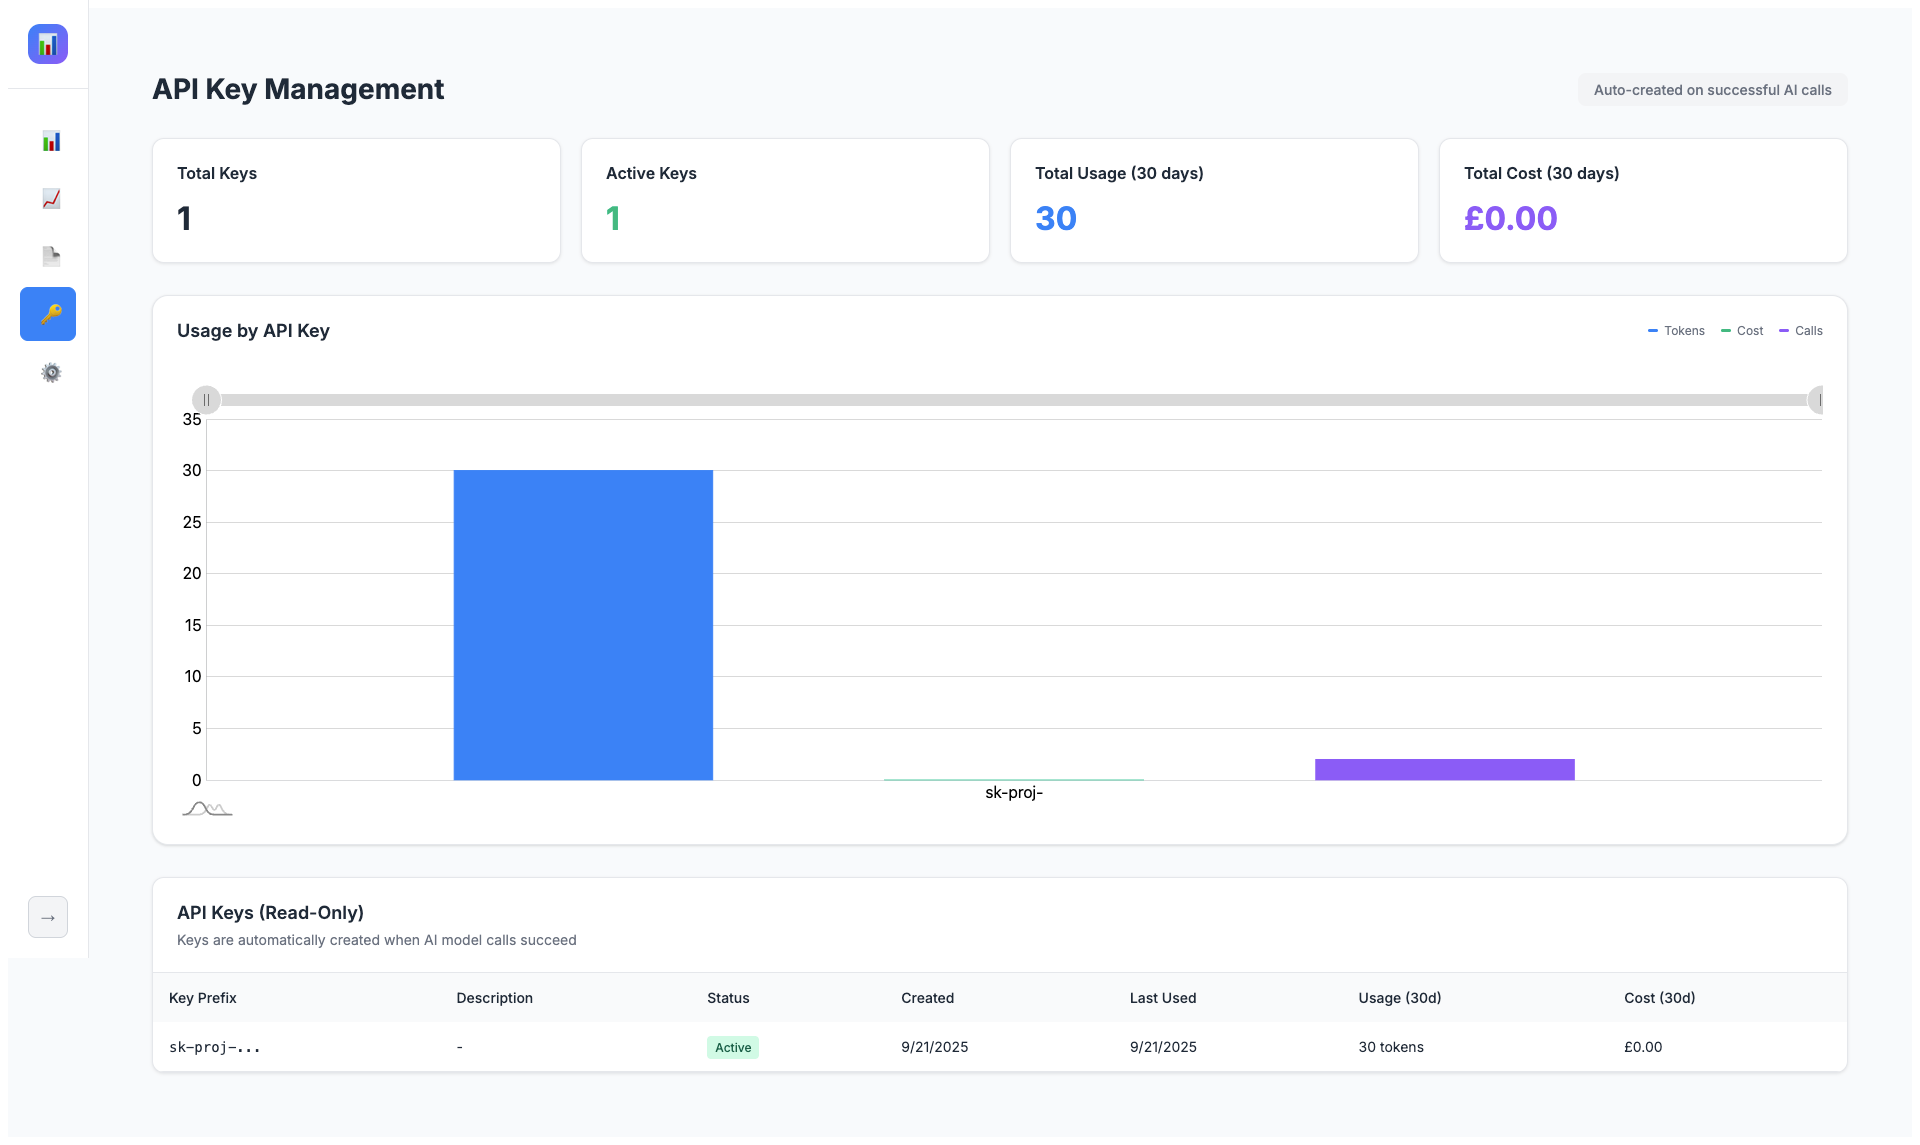 API Key Management
Auto-created on successful AI calls
Total Keys
1
Active Keys
1
Total Usage (30 days)
30
Total Cost (30 days)
£0.00
Usage by API Key
Tokens
Cost
Calls
35
30
25
20
15
10
5
0
sk-proj-
→
API Keys (Read-Only)
Keys are automatically created when AI model calls succeed
Key Prefix Description Status Created Last Used Usage (30d) Cost (30d)
sk-proj-... - Active 9/21/2025 9/21/2025 30 tokens £0.00